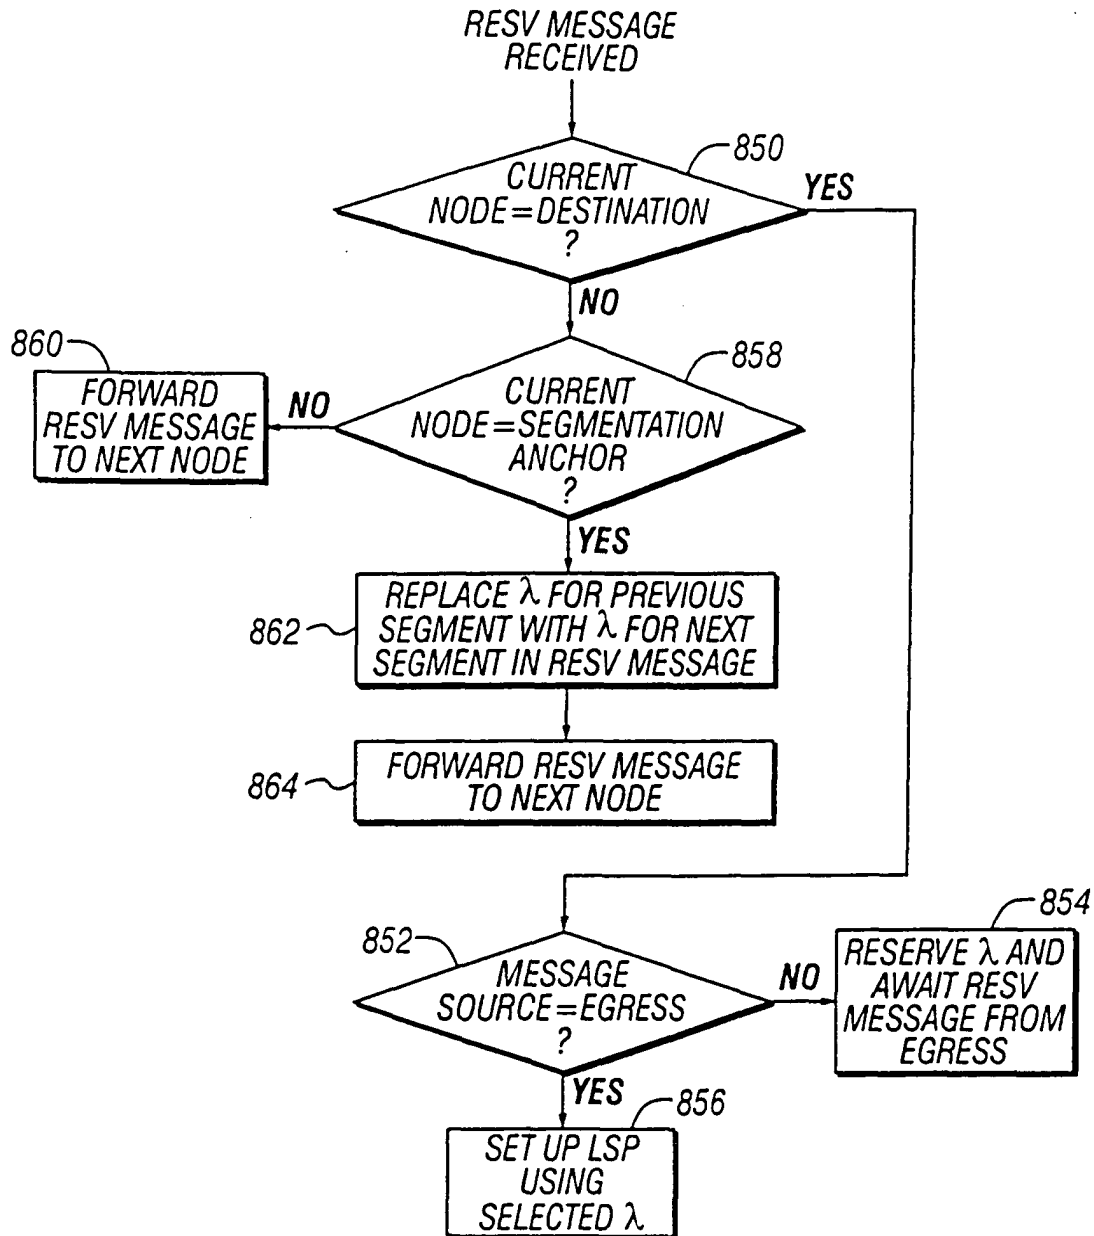 RESV MESSAGE
RECEIVED
850
CURRENT
NODE=DESTINATION
?
YES
NO
860
FORWARD
RESV MESSAGE
TO NEXT NODE
NO
858
CURRENT
NODE=SEGMENTATION
ANCHOR
?
YES
862
REPLACE λ FOR PREVIOUS
SEGMENT WITH λ FOR NEXT
SEGMENT IN RESV MESSAGE
864
FORWARD RESV MESSAGE
TO NEXT NODE
852
MESSAGE
SOURCE=EGRESS
?
NO
854
RESERVE λ AND
AWAIT RESV
MESSAGE FROM
EGRESS
YES
856
SET UP LSP
USING
SELECTED λ